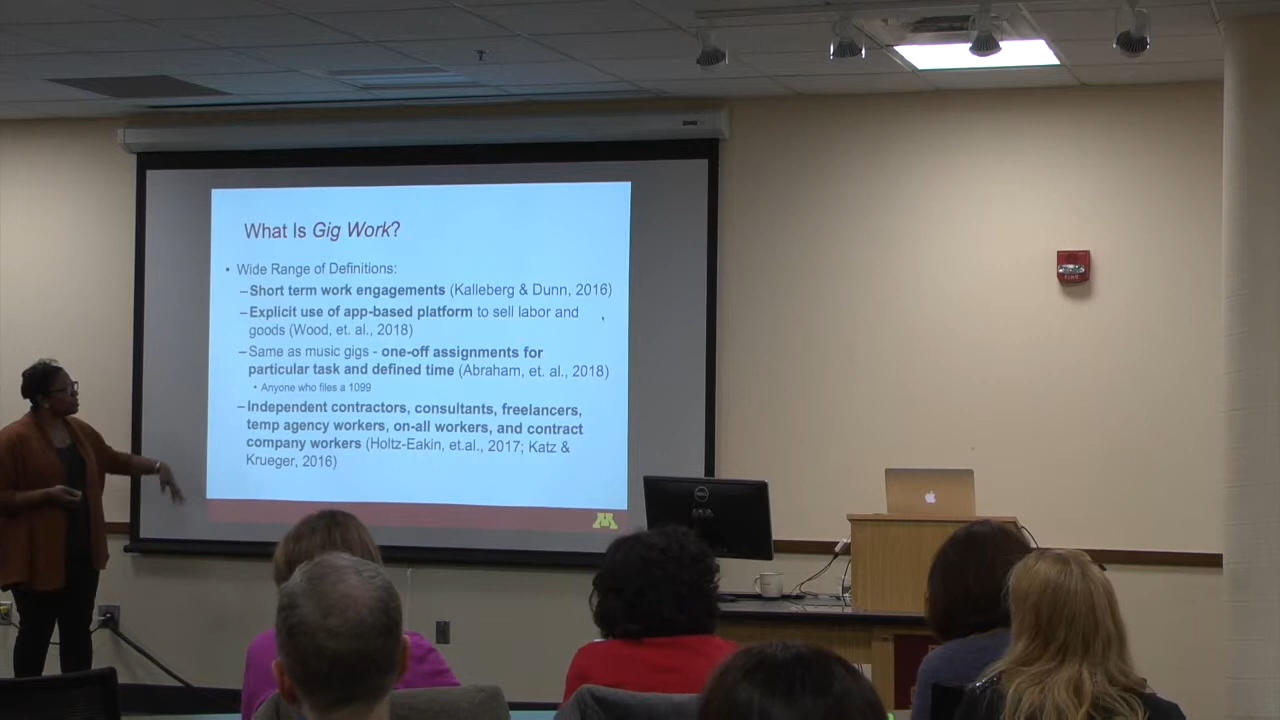 What Is Gig Work?
• Wide Range of Definitions:
–Short term work engagements (Kalleberg & Dunn, 2016)
–Explicit use of app-based platform to sell labor and
goods (Wood, et. al., 2018)
–Same as music gigs - one-off assignments for
particular task and defined time (Abraham, et. al., 2018)
• Anyone who files a 1099
–Independent contractors, consultants, freelancers,
temp agency workers, on-all workers, and contract
company workers (Holtz-Eakin, et.al., 2017; Katz &
Krueger, 2016)
M
DELL
FIRE